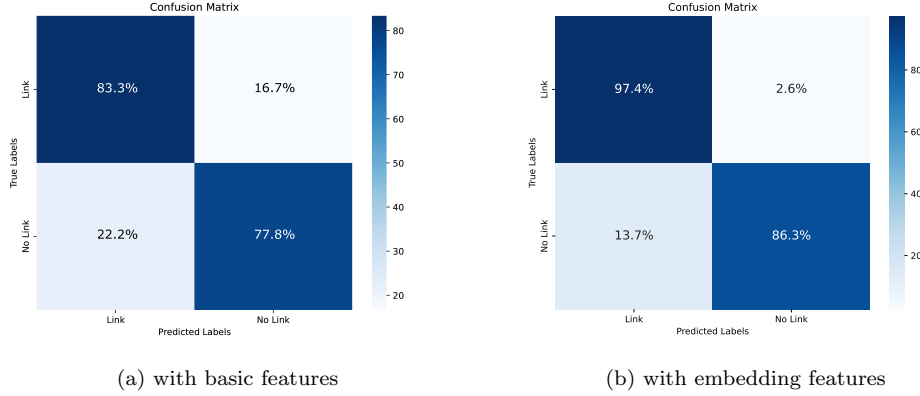 Confusion Matrix
Link
83.3%
16.7%
No Link
22.2%
77.8%
True Labels
Link
No Link
Predicted Labels
80
70
60
50
40
30
20
(a) with basic features
Confusion Matrix
Link
97.4%
2.6%
No Link
13.7%
86.3%
True Labels
Link
No Link
Predicted Labels
80
60
40
20
(b) with embedding features